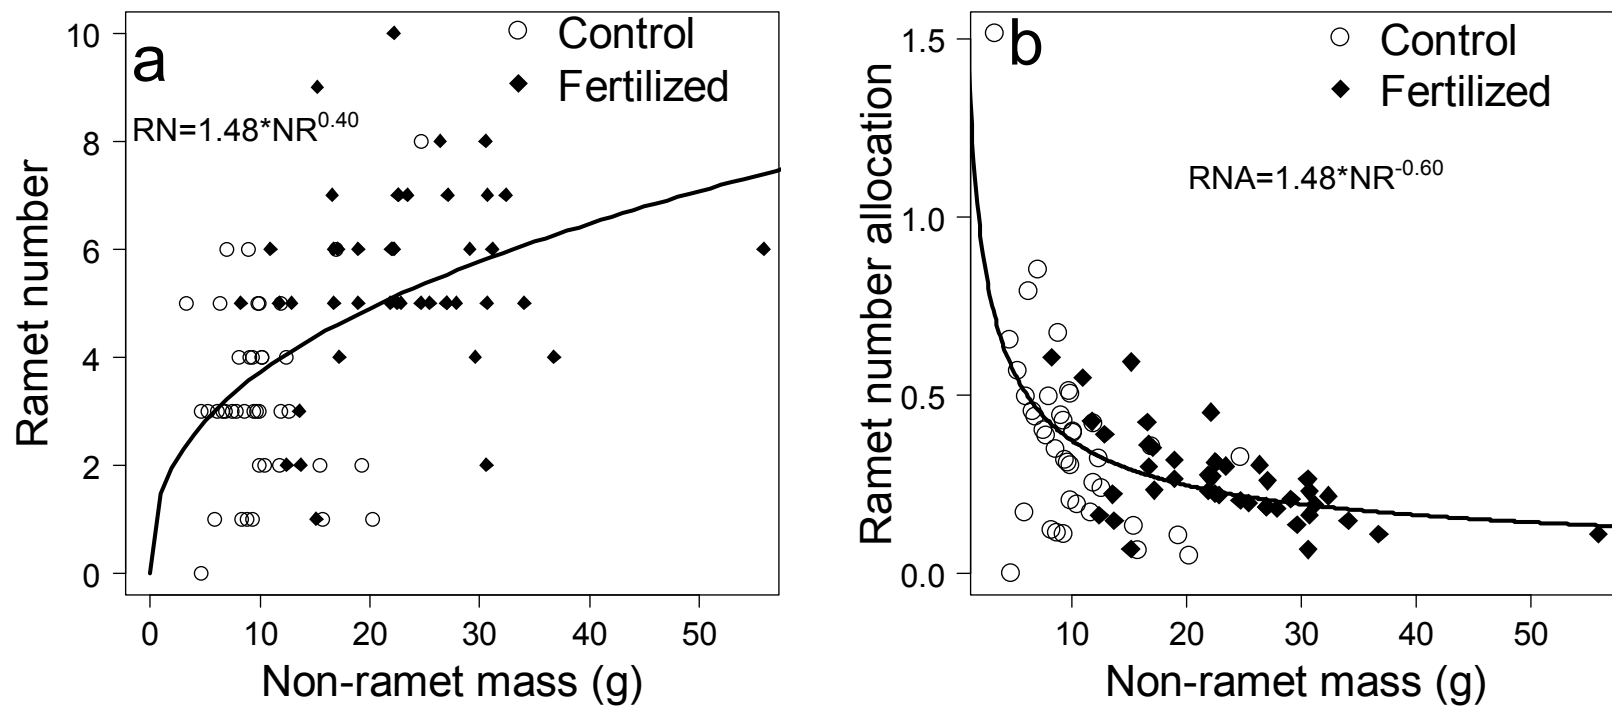 a
Control
Fertilized
RN=1.48*NR^0.40
Ramet number
10
8
6
4
2
0
0 10 20 30 40 50
Non-ramet mass (g)
b
Control
Fertilized
RNA=1.48*NR^-0.60
Ramet number allocation
1.5
1.0
0.5
0.0
10 20 30 40 50
Non-ramet mass (g)